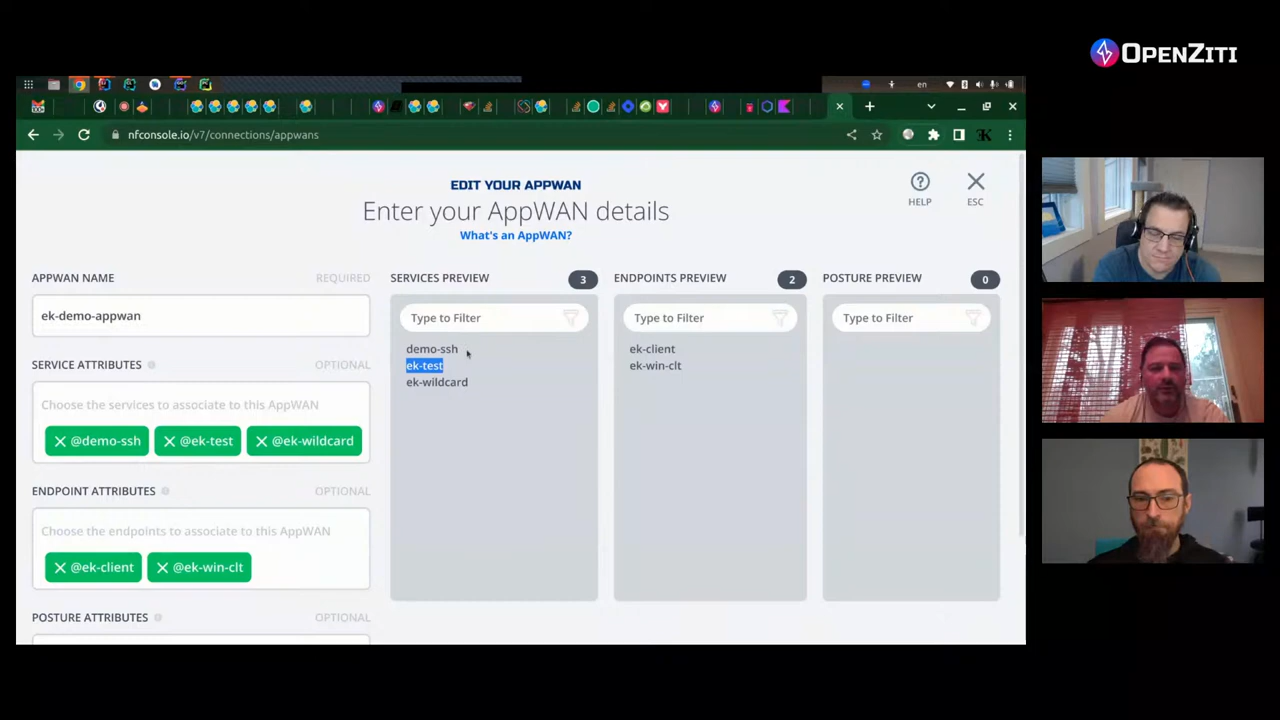 OPENZITI
en
nfconsole.io/v7/connections/appwans
EDIT YOUR APPWAN
Enter your AppWAN details
What's an AppWAN?
HELP
ESC
APPWAN NAME
REQUIRED
ek-demo-appwan
SERVICE ATTRIBUTES
OPTIONAL
Choose the services to associate to this AppWAN
@demo-ssh
@ek-test
@ek-wildcard
ENDPOINT ATTRIBUTES
OPTIONAL
Choose the endpoints to associate to this AppWAN
@ek-client
@ek-win-clt
POSTURE ATTRIBUTES
OPTIONAL
SERVICES PREVIEW
3
Type to Filter
demo-ssh
ek-test
ek-wildcard
ENDPOINTS PREVIEW
2
Type to Filter
ek-client
ek-win-clt
POSTURE PREVIEW
0
Type to Filter